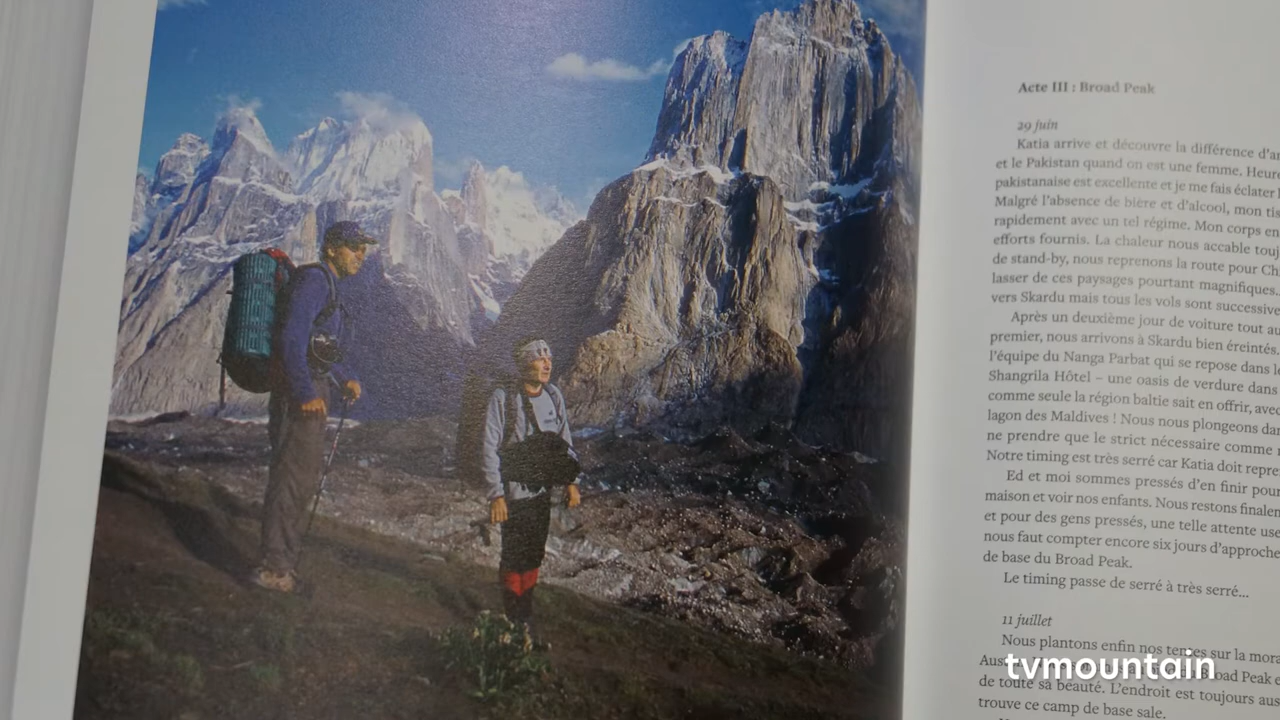 Acte III : Broad Peak
29 juin
Katia arrive et découvre la différence d'a
et le Pakistan quand on est une femme. Heure
pakistanaise est excellente et je me fais éclater
Malgré l'absence de bière et d'alcool, mon
rapidement avec un tel régime. Mon corps en
efforts fournis. La chaleur nous accable touj
de stand-by, nous reprenons la route pour Ch
lasser de ces paysages pourtant magnifiques...
vers Skardu mais tous les vols sont successive
Après un deuxième jour de voiture tout au
premier, nous arrivons à Skardu bien éreintés.
l'équipe du Nanga Parbat qui se repose dans l
Shangrila Hôtel – une oasis de verdure dans
comme seule la région baltie sait en offrir, avec
lagon des Maldives ! Nous nous plongeons dan
ne prendre que le strict nécessaire comme
Notre timing est très serré car Katia doit repre
Ed et moi sommes pressés d'en finir pour
maison et voir nos enfants. Nous restons finalem
et pour des gens pressés, une telle attente use
nous faut compter encore six jours d'approche
de base du Broad Peak.
Le timing passe de serré à très serré...
11 juillet
Nous plantons enfin nos tentes sur la mora
Broad Peak
tvmountain
de toute sa beauté. L'endroit est toujours aus
trouve ce camp de base sale.